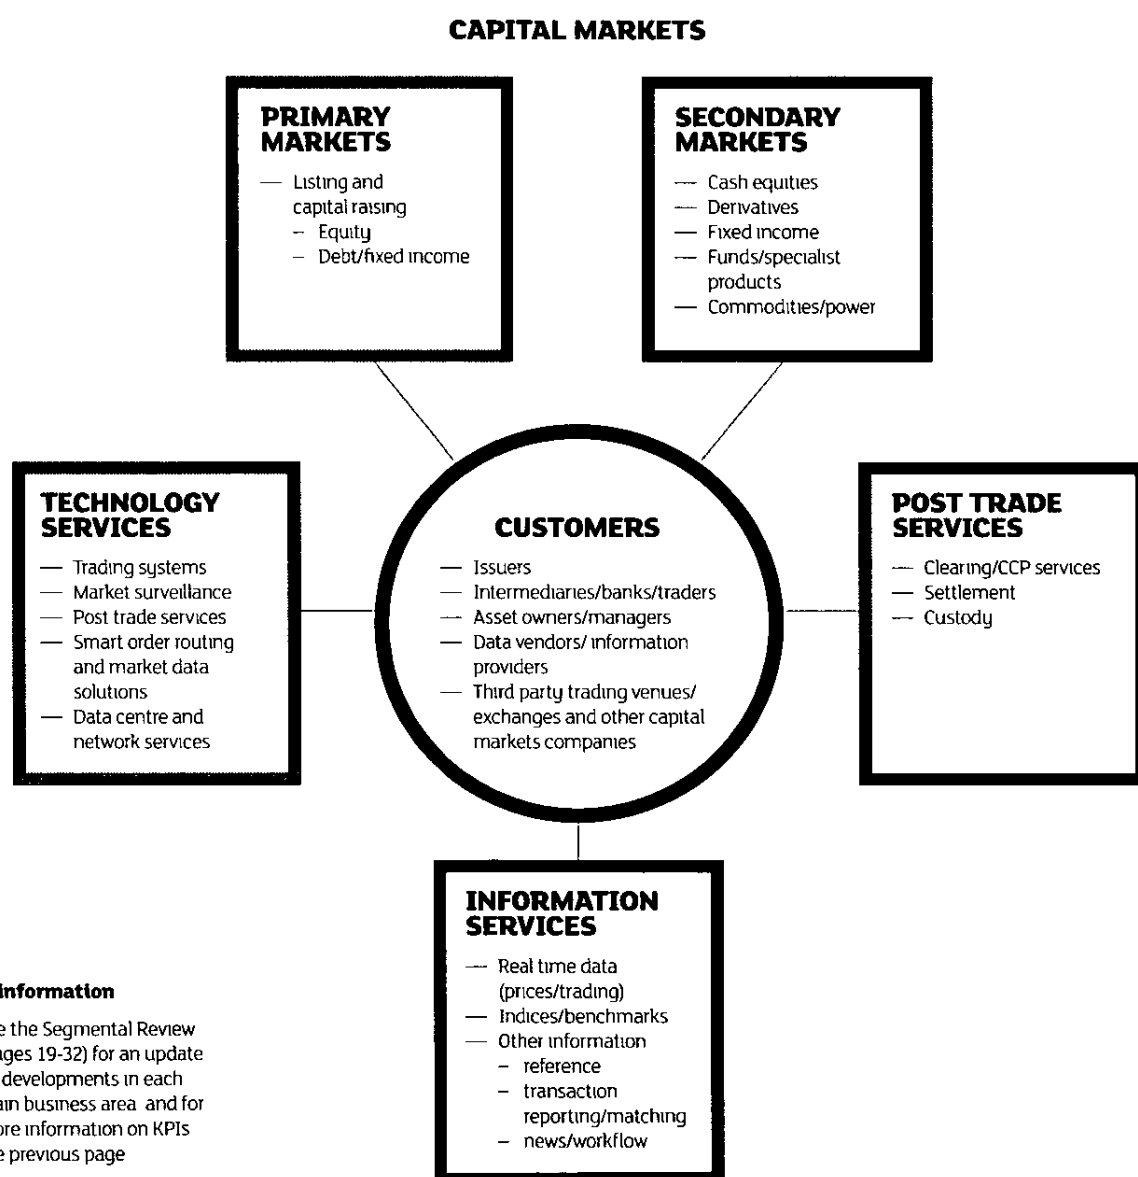 CAPITAL MARKETS
PRIMARY
MARKETS
— Listing and
capital raising
– Equity
– Debt/fixed income
SECONDARY
MARKETS
— Cash equities
— Derivatives
— Fixed income
— Funds/specialist
products
— Commodities/power
TECHNOLOGY
SERVICES
— Trading systems
— Market surveillance
— Post trade services
— Smart order routing
and market data
solutions
— Data centre and
network services
CUSTOMERS
— Issuers
— Intermediaries/banks/traders
— Asset owners/managers
— Data vendors/ information
providers
— Third party trading venues/
exchanges and other capital
markets companies
POST TRADE
SERVICES
— Clearing/CCP services
— Settlement
— Custody
INFORMATION
SERVICES
— Real time data
(prices/trading)
— Indices/benchmarks
— Other information
– reference
– transaction
reporting/matching
– news/workflow
information
the Segmental Review
19-32) for an update
developments in each
business area and for
information on KPIs
previous page